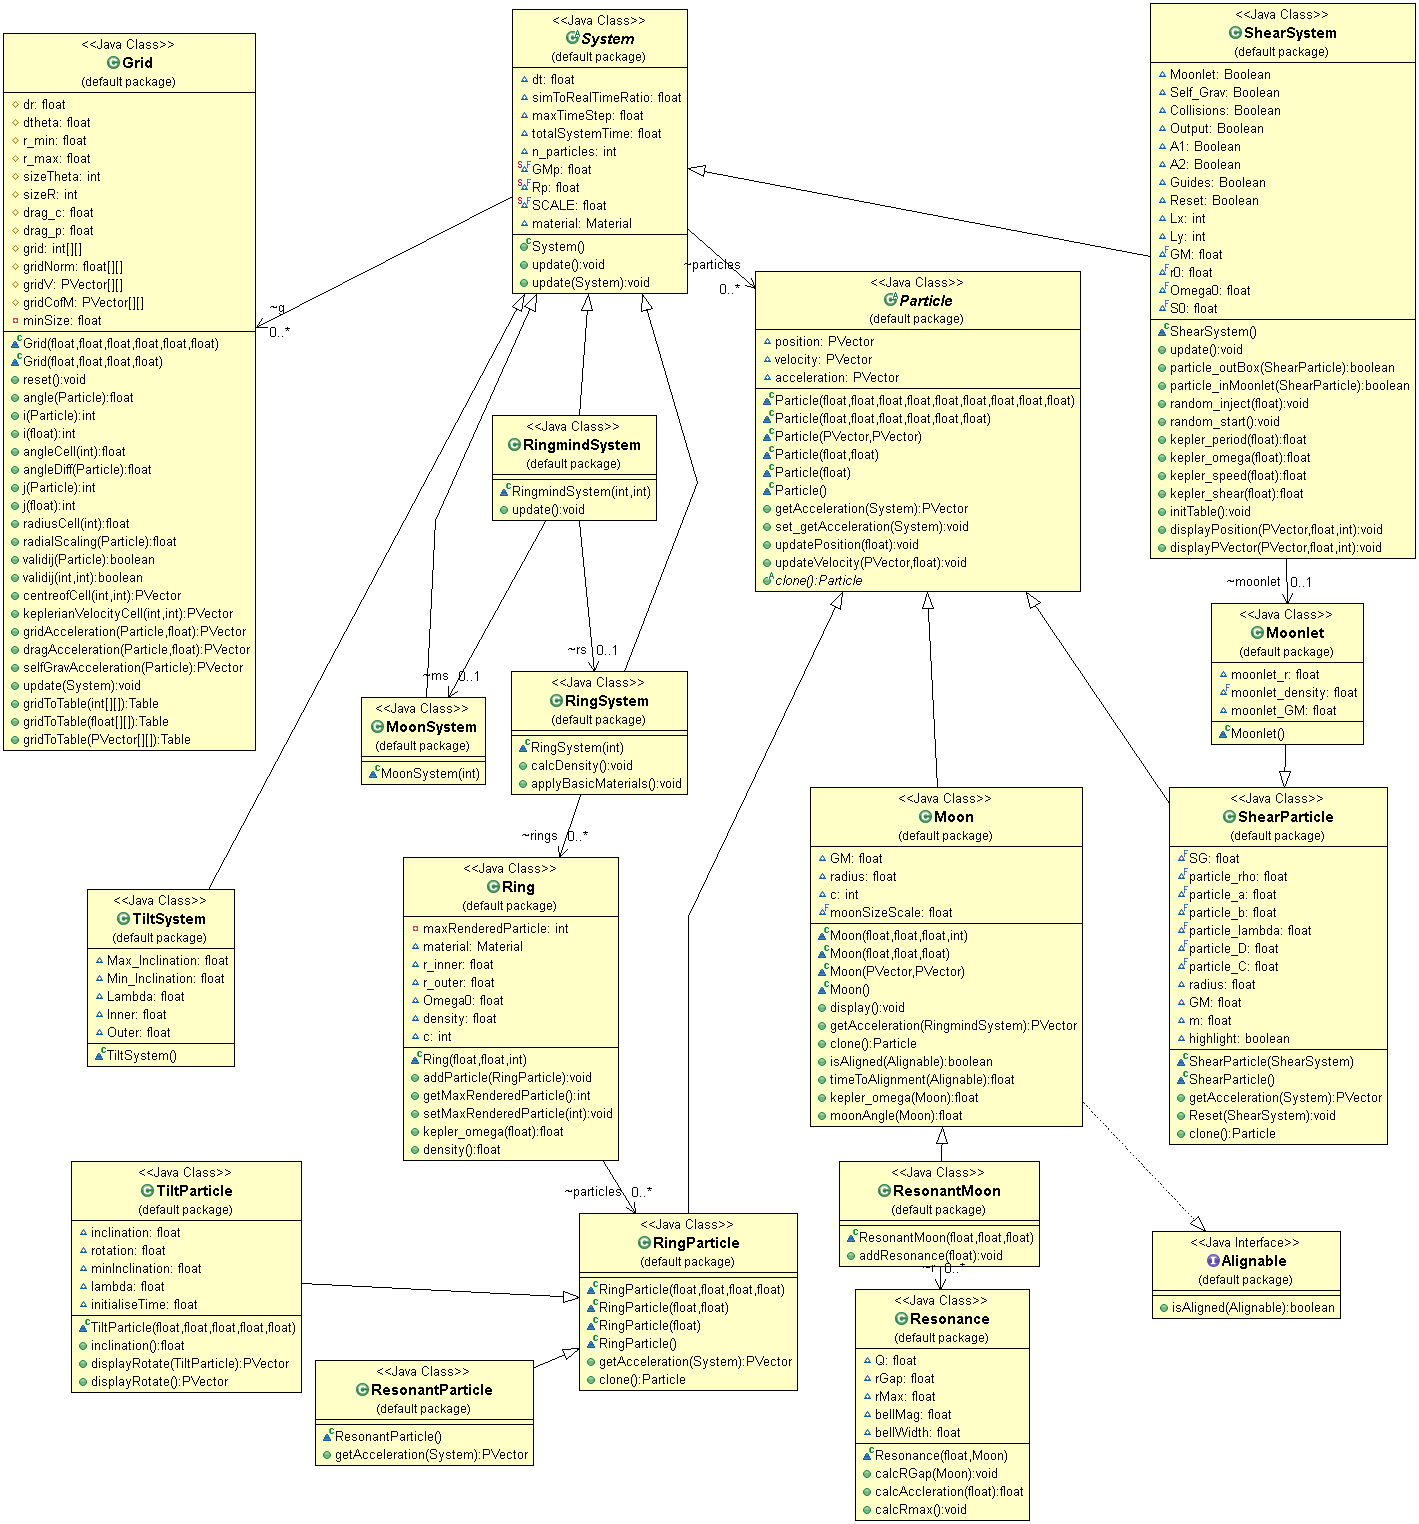 <<Java Class>>
Grid
(default package)
dr: float
dtheta: float
r_min: float
r_max: float
sizeTheta: int
sizeR: int
drag_c: float
drag_p: float
grid: int[][]
gridNorm: float[][]
gridV: PVector[][]
gridCofM: PVector[][]
minSize: float
Grid(float,float,float,float,float,float)
Grid(float,float,float,float)
reset():void
angle(Particle):float
i(Particle):int
i(float):int
angleCell(int):float
angleDiff(Particle):float
j(Particle):int
j(float):int
radiusCell(int):float
radialScaling(Particle):float
validij(Particle):boolean
validij(int,int):boolean
centreofCell(int,int):PVector
keplerianVelocityCell(int,int):PVector
gridAcceleration(Particle,float):PVector
dragAcceleration(Particle,float):PVector
selfGravAcceleration(Particle):PVector
update(System):void
gridToTable(int[][]):Table
gridToTable(float[][]):Table
gridToTable(PVector[][]):Table
<<Java Class>>
System
(default package)
dt: float
simToRealTimeRatio: float
maxTimeStep: float
totalSystemTime: float
n_particles: int
GMp: float
Rp: float
SCALE: float
material: Material
System()
update():void
update(System):void
~g
0..*
~particles
0..*
<<Java Class>>
ShearSystem
(default package)
Moonlet: Boolean
Self_Grav: Boolean
Collisions: Boolean
Output: Boolean
A1: Boolean
A2: Boolean
Guides: Boolean
Reset: Boolean
Lx: int
Ly: int
GM: float
r0: float
Omega0: float
S0: float
ShearSystem()
update():void
particle_outBox(ShearParticle):boolean
particle_inMoonlet(ShearParticle):boolean
random_inject(float):void
random_start():void
kepler_period(float):float
kepler_omega(float):float
kepler_speed(float):float
kepler_shear(float):float
initTable():void
displayPosition(PVector,float,int):void
displayPVector(PVector,float,int):void
~moonlet 0..1
<<Java Class>>
Particle
(default package)
position: PVector
velocity: PVector
acceleration: PVector
Particle(float,float,float,float,float,float,float,float,float)
Particle(float,float,float,float,float,float)
Particle(PVector,PVector)
Particle(float,float)
Particle(float)
Particle()
getAcceleration(System):PVector
set_getAcceleration(System):void
updatePosition(float):void
updateVelocity(PVector,float):void
clone():Particle
<<Java Class>>
RingmindSystem
(default package)
RingmindSystem(int,int)
update():void
~rs 0..1
~ms 0..1
<<Java Class>>
MoonSystem
(default package)
MoonSystem(int)
<<Java Class>>
RingSystem
(default package)
RingSystem(int)
calcDensity():void
applyBasicMaterials():void
~rings 0..*
<<Java Class>>
Moonlet
(default package)
moonlet_r: float
moonlet_density: float
moonlet_GM: float
Moonlet()
<<Java Class>>
TiltSystem
(default package)
Max_Inclination: float
Min_Inclination: float
Lambda: float
Inner: float
Outer: float
TiltSystem()
<<Java Class>>
Ring
(default package)
maxRenderedParticle: int
material: Material
r_inner: float
r_outer: float
Omega0: float
density: float
c: int
Ring(float,float,int)
addParticle(RingParticle):void
getMaxRenderedParticle():int
setMaxRenderedParticle(int):void
kepler_omega(float):float
density():float
~particles 0..*
<<Java Class>>
Moon
(default package)
GM: float
radius: float
c: int
moonSizeScale: float
Moon(float,float,float,int)
Moon(float,float,float)
Moon(PVector,PVector)
Moon()
display():void
getAcceleration(RingmindSystem):PVector
clone():Particle
isAligned(Alignable):boolean
timeToAlignment(Alignable):float
kepler_omega(Moon):float
moonAngle(Moon):float
<<Java Class>>
ShearParticle
(default package)
SG: float
particle_rho: float
particle_a: float
particle_b: float
particle_lambda: float
particle_D: float
particle_C: float
radius: float
GM: float
m: float
highlight: boolean
ShearParticle(ShearSystem)
ShearParticle()
getAcceleration(System):PVector
Reset(ShearSystem):void
clone():Particle
<<Java Class>>
TiltParticle
(default package)
inclination: float
rotation: float
minInclination: float
lambda: float
initialiseTime: float
TiltParticle(float,float,float,float,float)
inclination():float
displayRotate(TiltParticle):PVector
displayRotate():PVector
<<Java Class>>
ResonantParticle
(default package)
ResonantParticle()
getAcceleration(System):PVector
<<Java Class>>
RingParticle
(default package)
RingParticle(float,float,float,float)
RingParticle(float,float)
RingParticle(float)
RingParticle()
getAcceleration(System):PVector
clone():Particle
<<Java Class>>
ResonantMoon
(default package)
ResonantMoon(float,float,float)
addResonance(float):void
~r 0..*
<<Java Class>>
Resonance
(default package)
Q: float
rGap: float
rMax: float
bellMag: float
bellWidth: float
Resonance(float,Moon)
calcRGap(Moon):void
calcAccleration(float):float
calcRmax():void
<<Java Interface>>
Alignable
(default package)
isAligned(Alignable):boolean